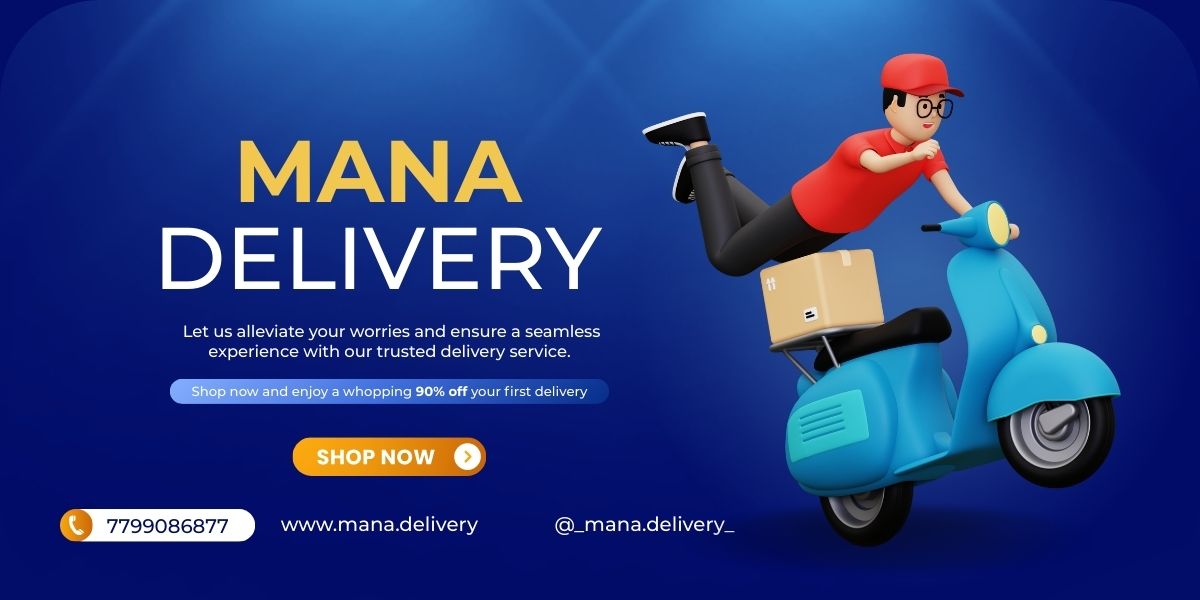 MANA
DELIVERY
Let us alleviate your worries and ensure a seamless
experience with our trusted delivery service.
Shop now and enjoy a whopping 90% off your first delivery
SHOP NOW
7799086877 www.mana.delivery @_mana.delivery_